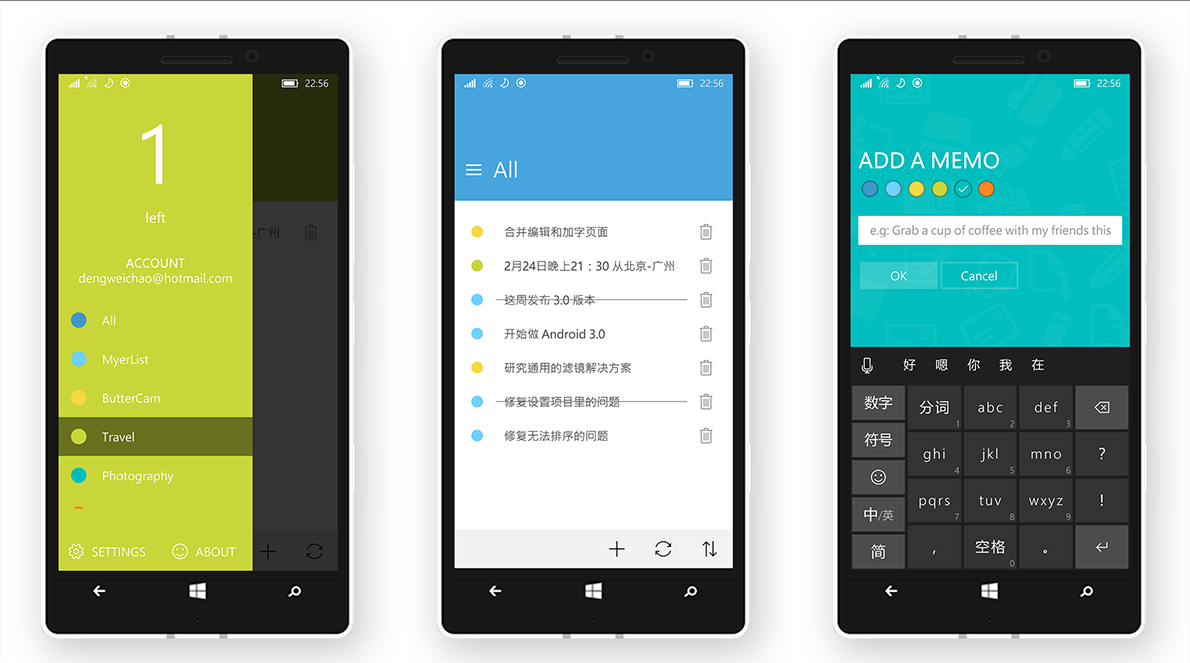 22:56
1
left
-广州
ACCOUNT
dengweichao@hotmail.com
All
MyerList
ButterCam
Travel
Photography
SETTINGS
ABOUT
22:56
All
合并编辑和加字页面
2月24日晚上21：30 从北京-广州
这周发布 3.0 版本
开始做 Android 3.0
研究通用的滤镜解决方案
修复设置项目里的问题
修复无法排序的问题
22:56
ADD A MEMO
e.g: Grab a cup of coffee with my friends this
OK
Cancel
好 嗯 你 我 在
数字 分词 1 abc 2 def 3
符号 ghi 4 jkl 5 mno 6 ?
中/英 pqrs 7 tuv 8 wxyz 9 !
简 , 空格 0 。